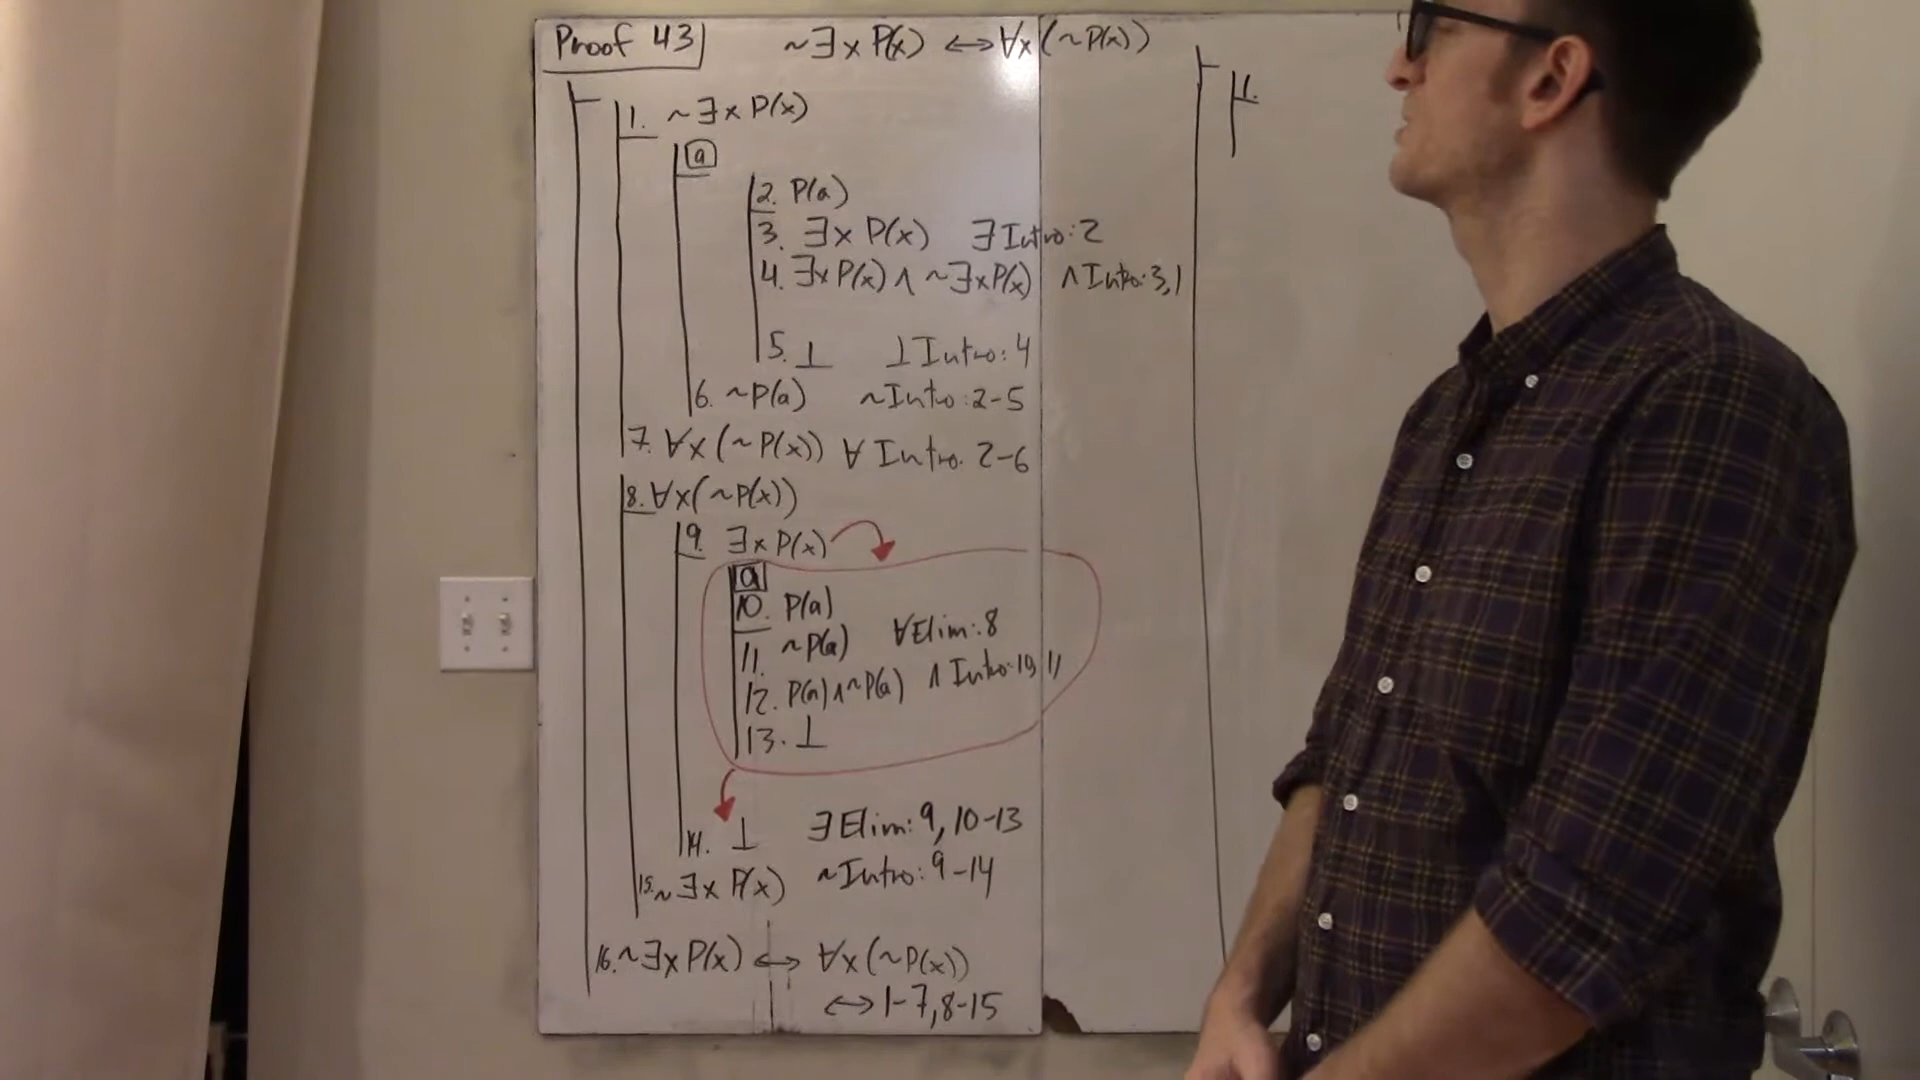 Proof 43 ~∃x P(x) ↔ ∀x(~P(x))
1. ~∃x P(x)
a
2. P(a)
3. ∃x P(x) ∃ Intro: 2
4. ∃x P(x) ∧ ~∃x P(x) ∧ Intro: 3, 1
5. ⊥ ⊥ Intro: 4
6. ~P(a) ~Intro: 2-5
7. ∀x (~P(x)) ∀ Intro. 2-6
8. ∀x(~P(x))
9. ∃x P(x)
a
10. P(a)
11. ~P(a) ∀Elim: 8
12. P(a)∧~P(a) ∧ Intro: 10, 11
13. ⊥
14. ⊥ ∃ Elim: 9, 10-13
15. ~∃x P(x) ~Intro: 9-14
16. ~∃x P(x) ↔ ∀x(~P(x))
↔ 1-7, 8-15
1.